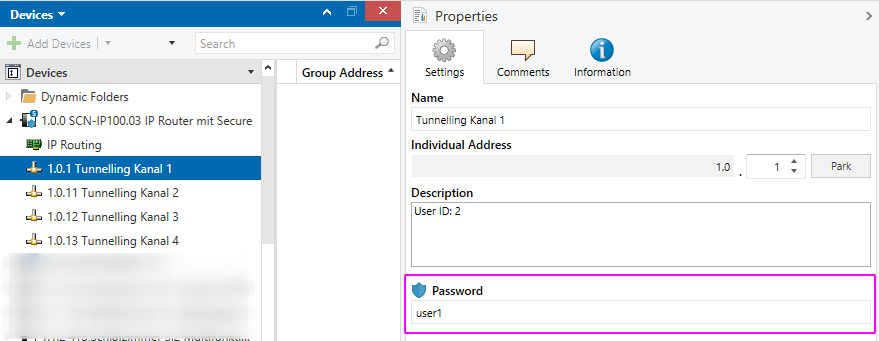 Devices
Add Devices
Search
Devices
Group Address
Dynamic Folders
1.0.0 SCN-IP100.03 IP Router mit Secure
IP Routing
1.0.1 Tunnelling Kanal 1
1.0.11 Tunnelling Kanal 2
1.0.12 Tunnelling Kanal 3
1.0.13 Tunnelling Kanal 4
Properties
Settings
Comments
Information
Name
Tunnelling Kanal 1
Individual Address
1.0 . 1 Park
Description
User ID: 2
Password
user1